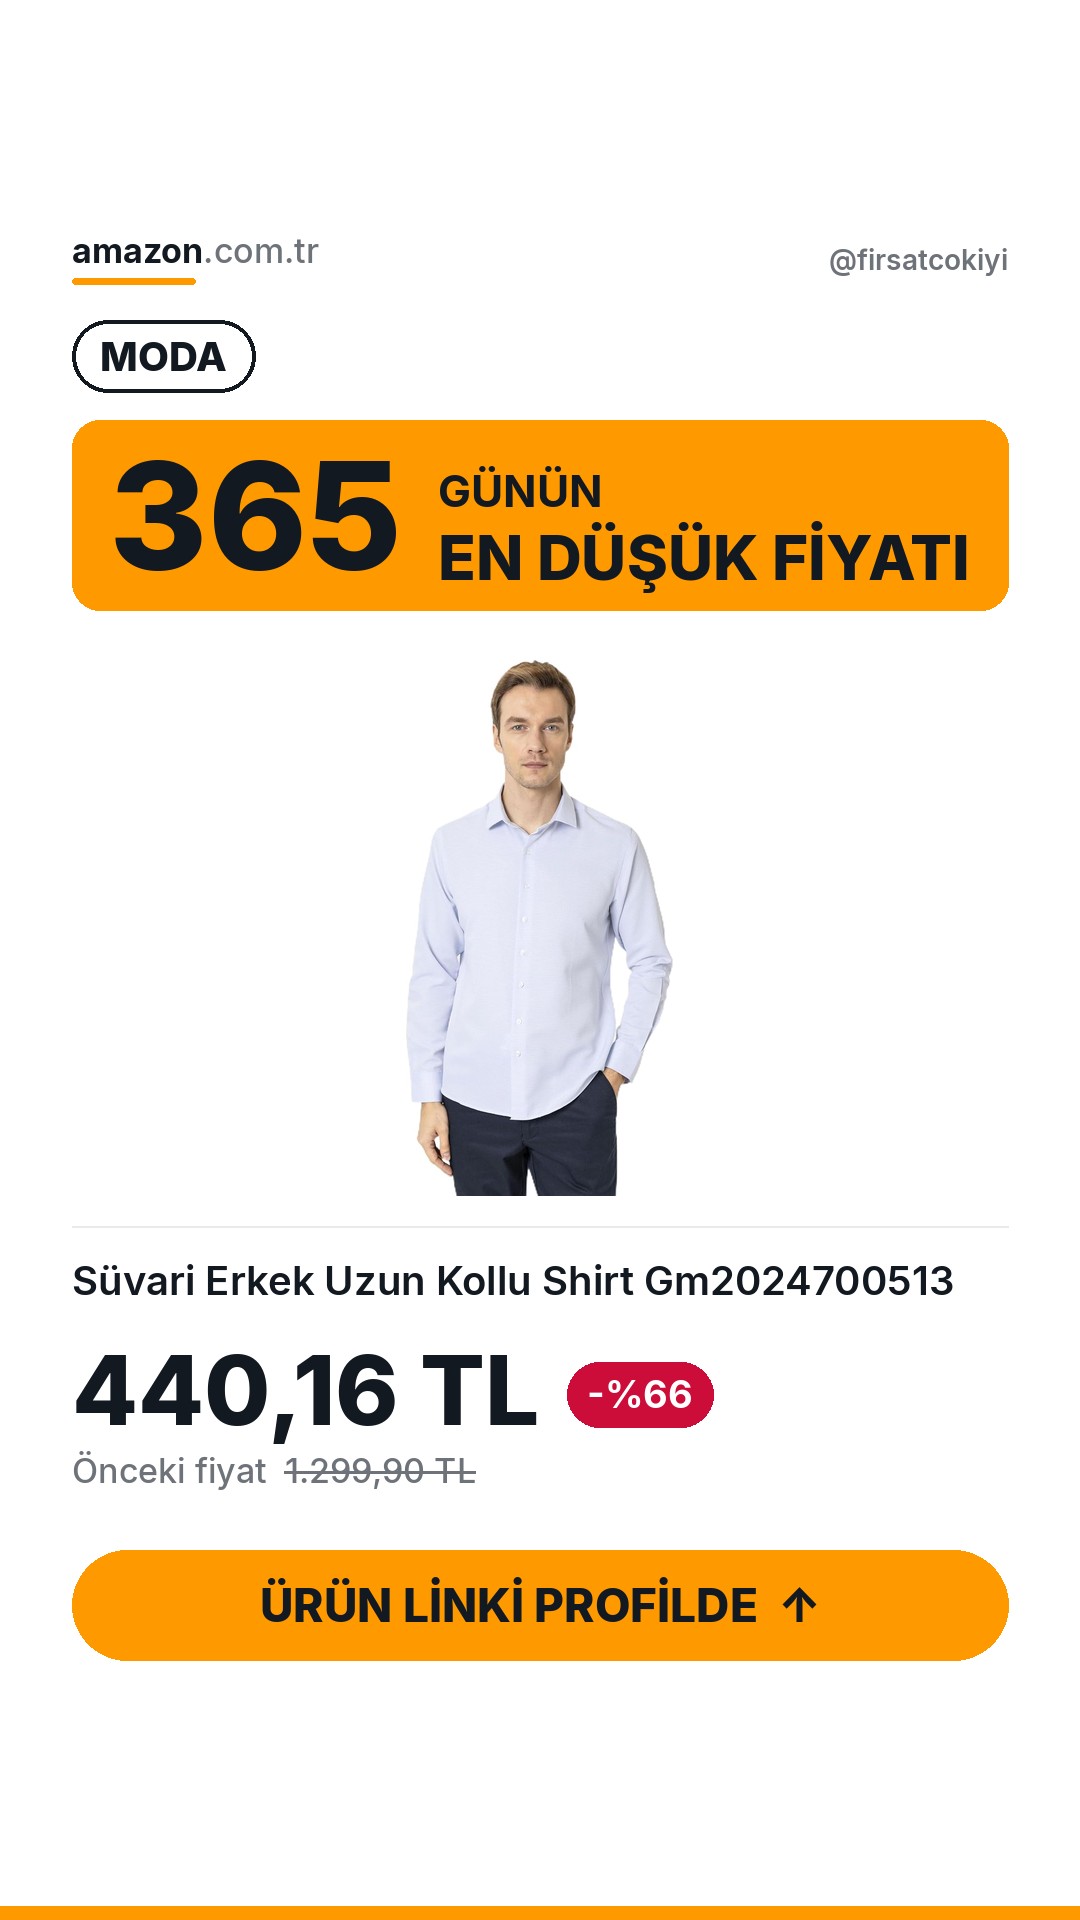 amazon.com.tr
@firsatcokiyi
MODA
365 GÜNÜN
EN DÜŞÜK FİYATI
Süvari Erkek Uzun Kollu Shirt Gm2024700513
440,16 TL -%66
Önceki fiyat 1.299,90 TL
ÜRÜN LİNKİ PROFİLDE ↑